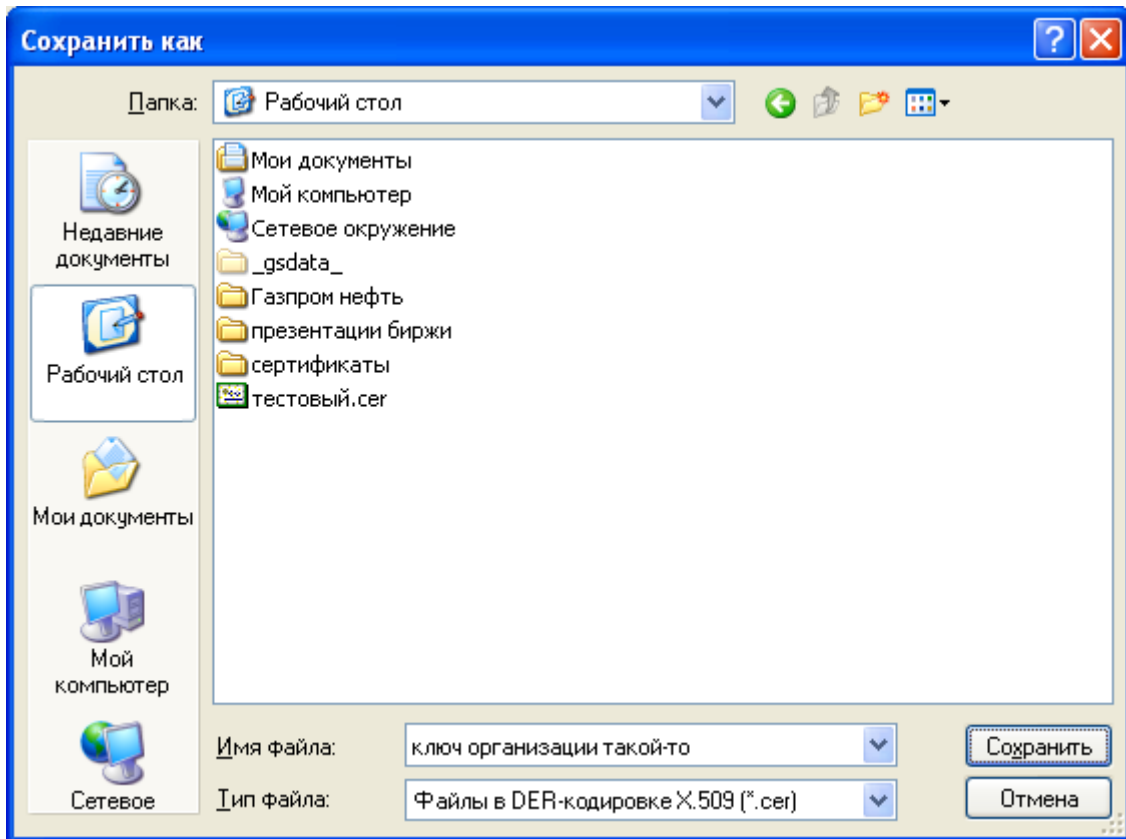 Сохранить как
Папка:
Рабочий стол
Недавние
документы
Рабочий стол
Мои документы
Мой
компьютер
Сетевое
Мои документы
Мой компьютер
Сетевое окружение
_gsdata_
Газпром нефть
презентации биржи
сертификаты
тестовый.cer
Имя файла:
ключ организации такой-то
Сохранить
Тип файла:
Файлы в DER-кодировке X.509 (*.cer)
Отмена